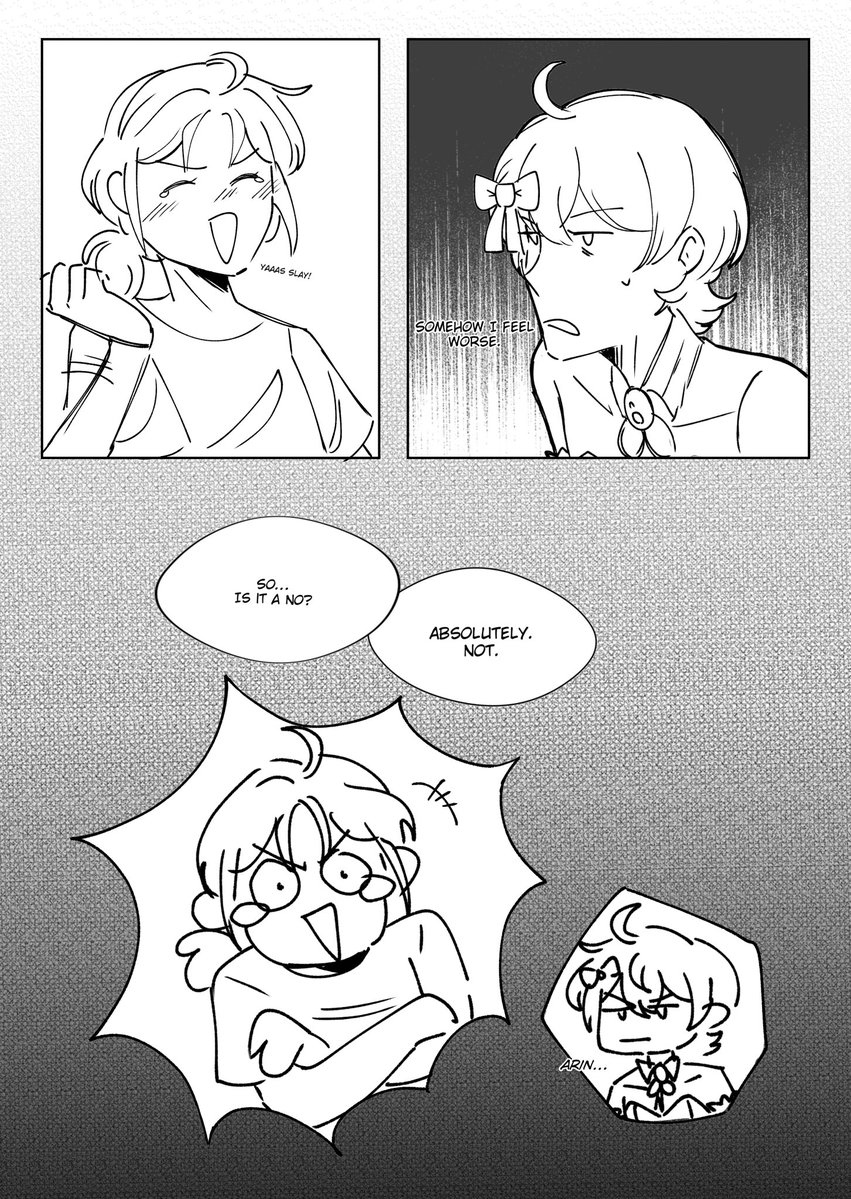 YAAAS SLAY!
SOMEHOW I FEEL
WORSE.
SO...
IS IT A NO?
ABSOLUTELY.
NOT.
ARIN...